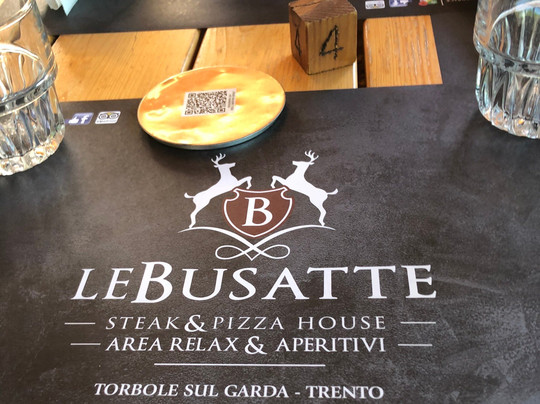 4
B
LEBUSATTE
STEAK & PIZZA HOUSE
AREA RELAX & APERITIVI
TORBOLE SUL GARDA - TRENTO